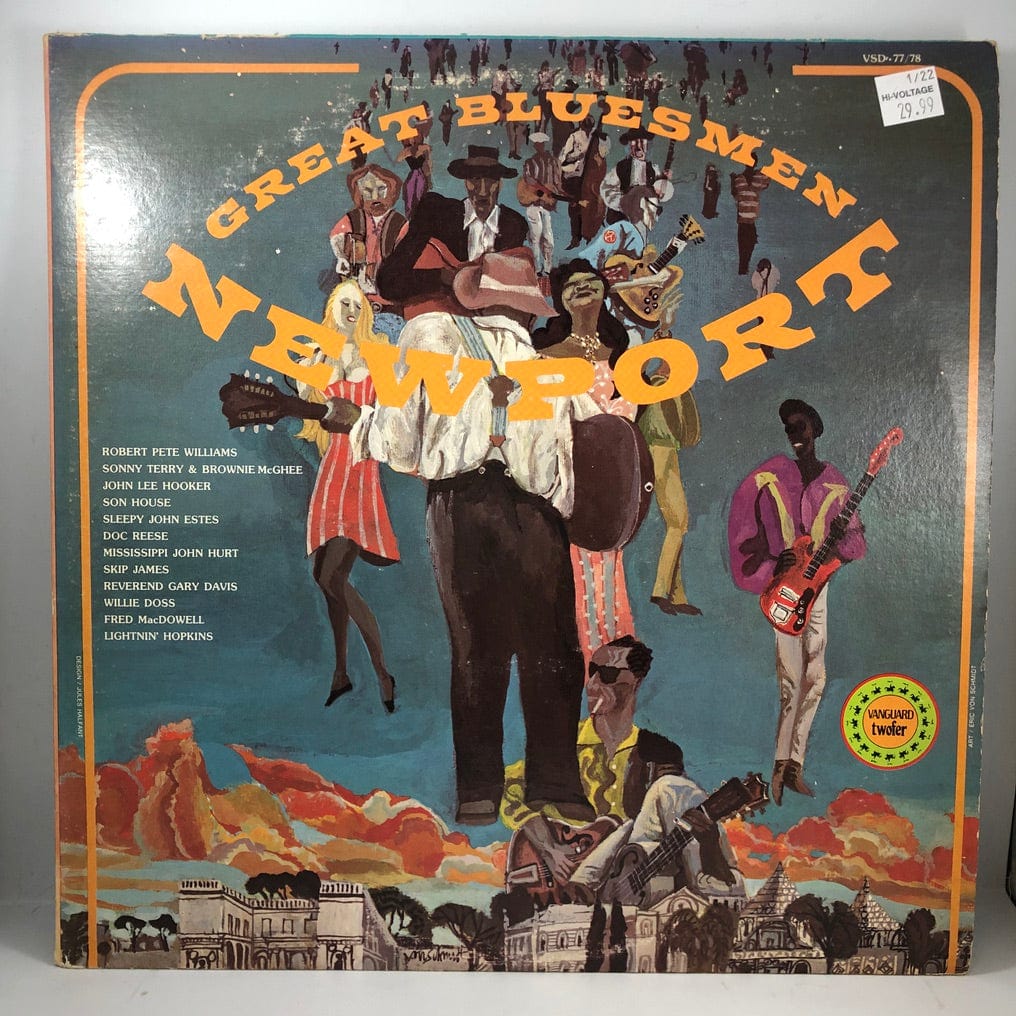 VSD-77/78
1/22
HI-VOLTAGE
29.99
GREAT BLUESMEN
NEWPORT
ROBERT PETE WILLIAMS
SONNY TERRY & BROWNIE McGHEE
JOHN LEE HOOKER
SON HOUSE
SLEEPY JOHN ESTES
DOC REESE
MISSISSIPPI JOHN HURT
SKIP JAMES
REVEREND GARY DAVIS
WILLIE DOSS
FRED MacDOWELL
LIGHTNIN' HOPKINS
DESIGN / JULES HALFANT
ART / ERIC VON SCHMIDT
VANGUARD
twofer
vonschmidt